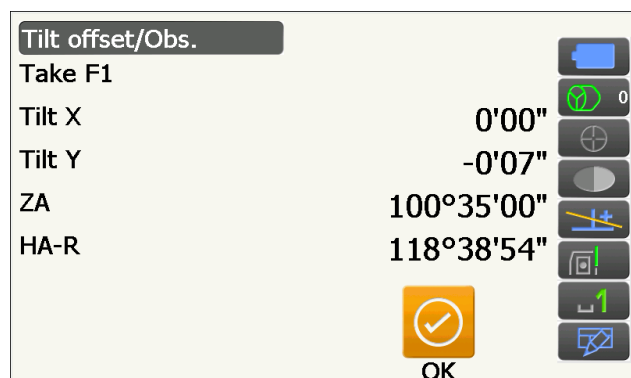 Tilt offset/Obs.
Take F1
Tilt X 0'00"
Tilt Y -0'07"
ZA 100°35'00"
HA-R 118°38'54"
0
1
OK